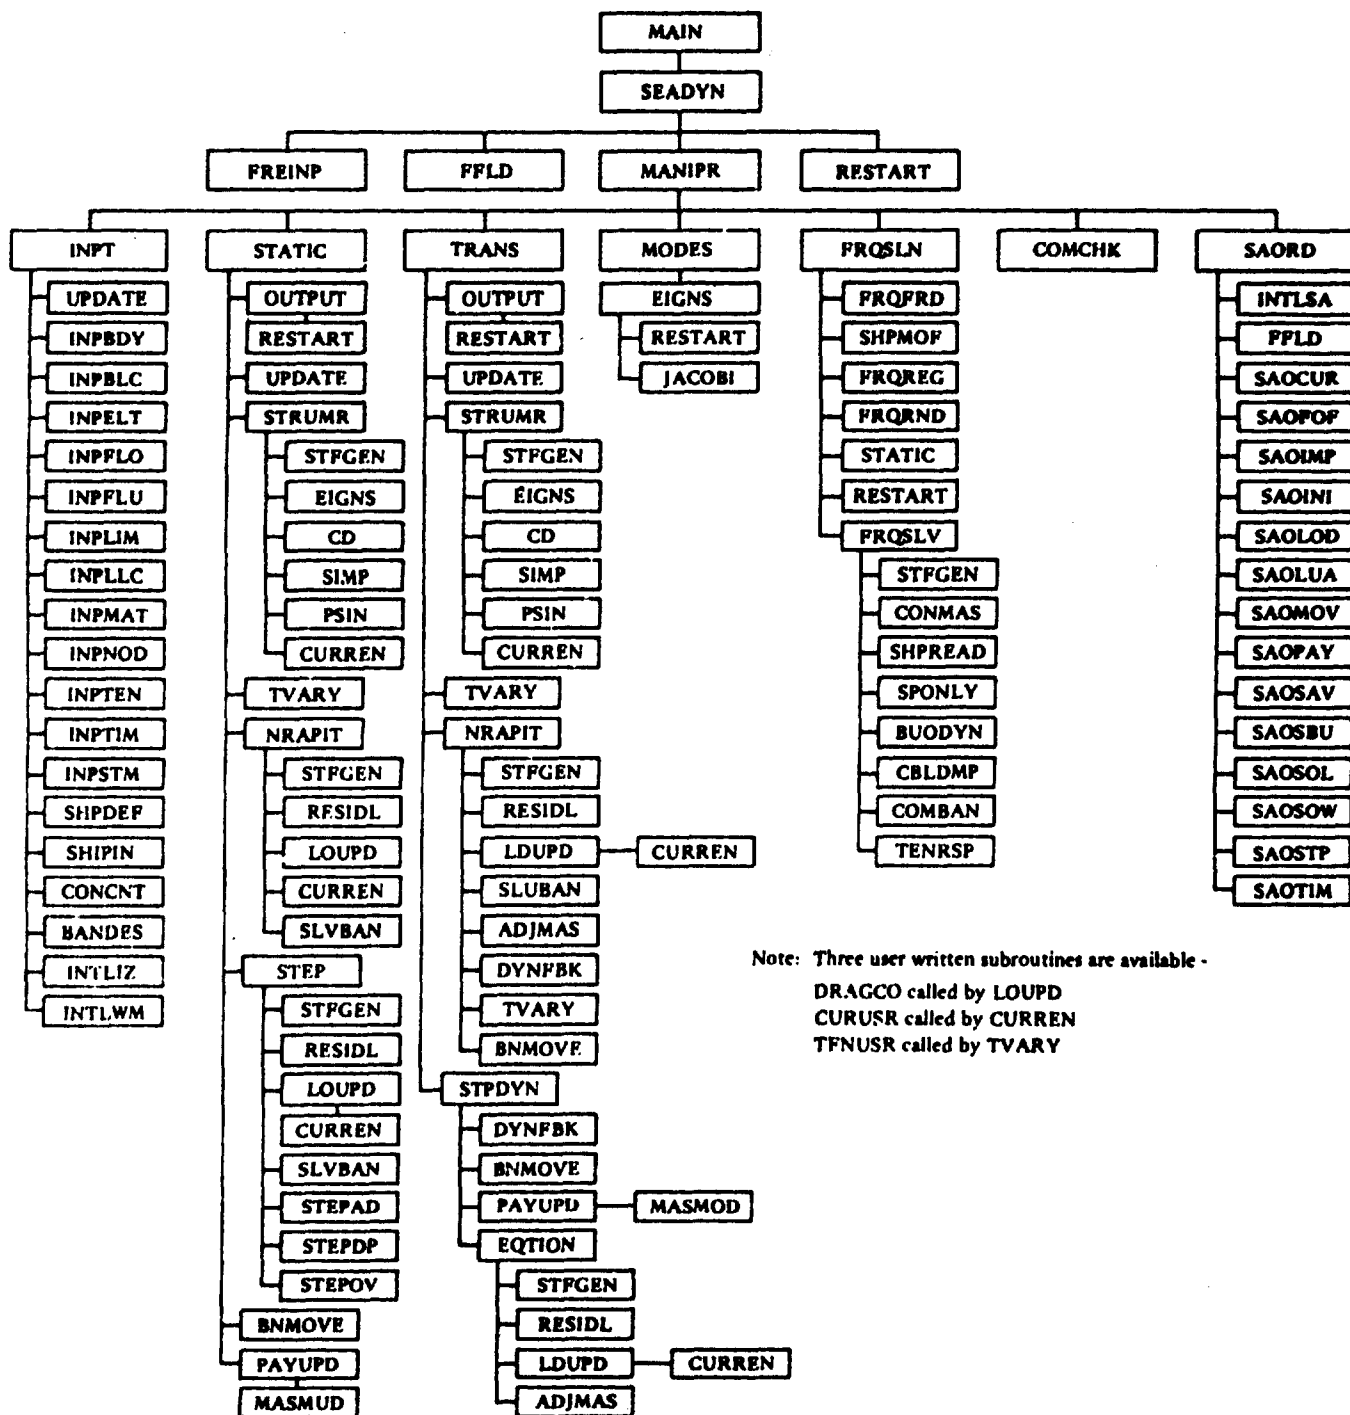 MAIN
SEADYN
FREINP
FFLD
MANIPR
RESTART
INPT
STATIC
TRANS
MODES
FRQSLN
COMCHK
SAORD
UPDATE
INPBDY
INPBLC
INPELT
INPFLO
INPFLU
INPLIM
INPLLC
INPMAT
INPNOD
INPTEN
INPTIM
INPSTM
SHPDEF
SHIPIN
CONCNT
BANDES
INTLIZ
INTLWM
OUTPUT
RESTART
UPDATE
STRUMR
STFGEN
EIGNS
CD
SIMP
PSIN
CURREN
TVARY
NRAPIT
STFGEN
RESIDL
LOUPD
CURREN
SLVBAN
STEP
STFGEN
RESIDL
LOUPD
CURREN
SLVBAN
STEPAD
STEPDP
STEPOV
BNMOVE
PAYUPD
MASMUD
OUTPUT
RESTART
UPDATE
STRUMR
STFGEN
EIGNS
CD
SIMP
PSIN
CURREN
TVARY
NRAPIT
STFGEN
RESIDL
LDUPD
CURREN
SLUBAN
ADJMAS
DYNFBK
TVARY
BNMOVE
STPDYN
DYNFBK
BNMOVE
PAYUPD
MASMOD
EQTION
STFGEN
RESIDL
LDUPD
CURREN
ADJMAS
EIGNS
RESTART
JACOBI
FRQFRD
SHPMOF
FRQREG
FRQRND
STATIC
RESTART
FRQSLV
STFGEN
CONMAS
SHPREAD
SPONLY
BUODYN
CBLDMP
COMBAN
TENRSP
INTLSA
FFLD
SAOCUR
SAOFOF
SAOIMP
SAOINI
SAOLOD
SAOLUA
SAOMOV
SAOPAY
SAOSAV
SAOSBU
SAOSOL
SAOSOW
SAOSTP
SAOTIM
Note: Three user written subroutines are available -
DRAGCO called by LOUPD
CURUSR called by CURREN
TFNUSR called by TVARY